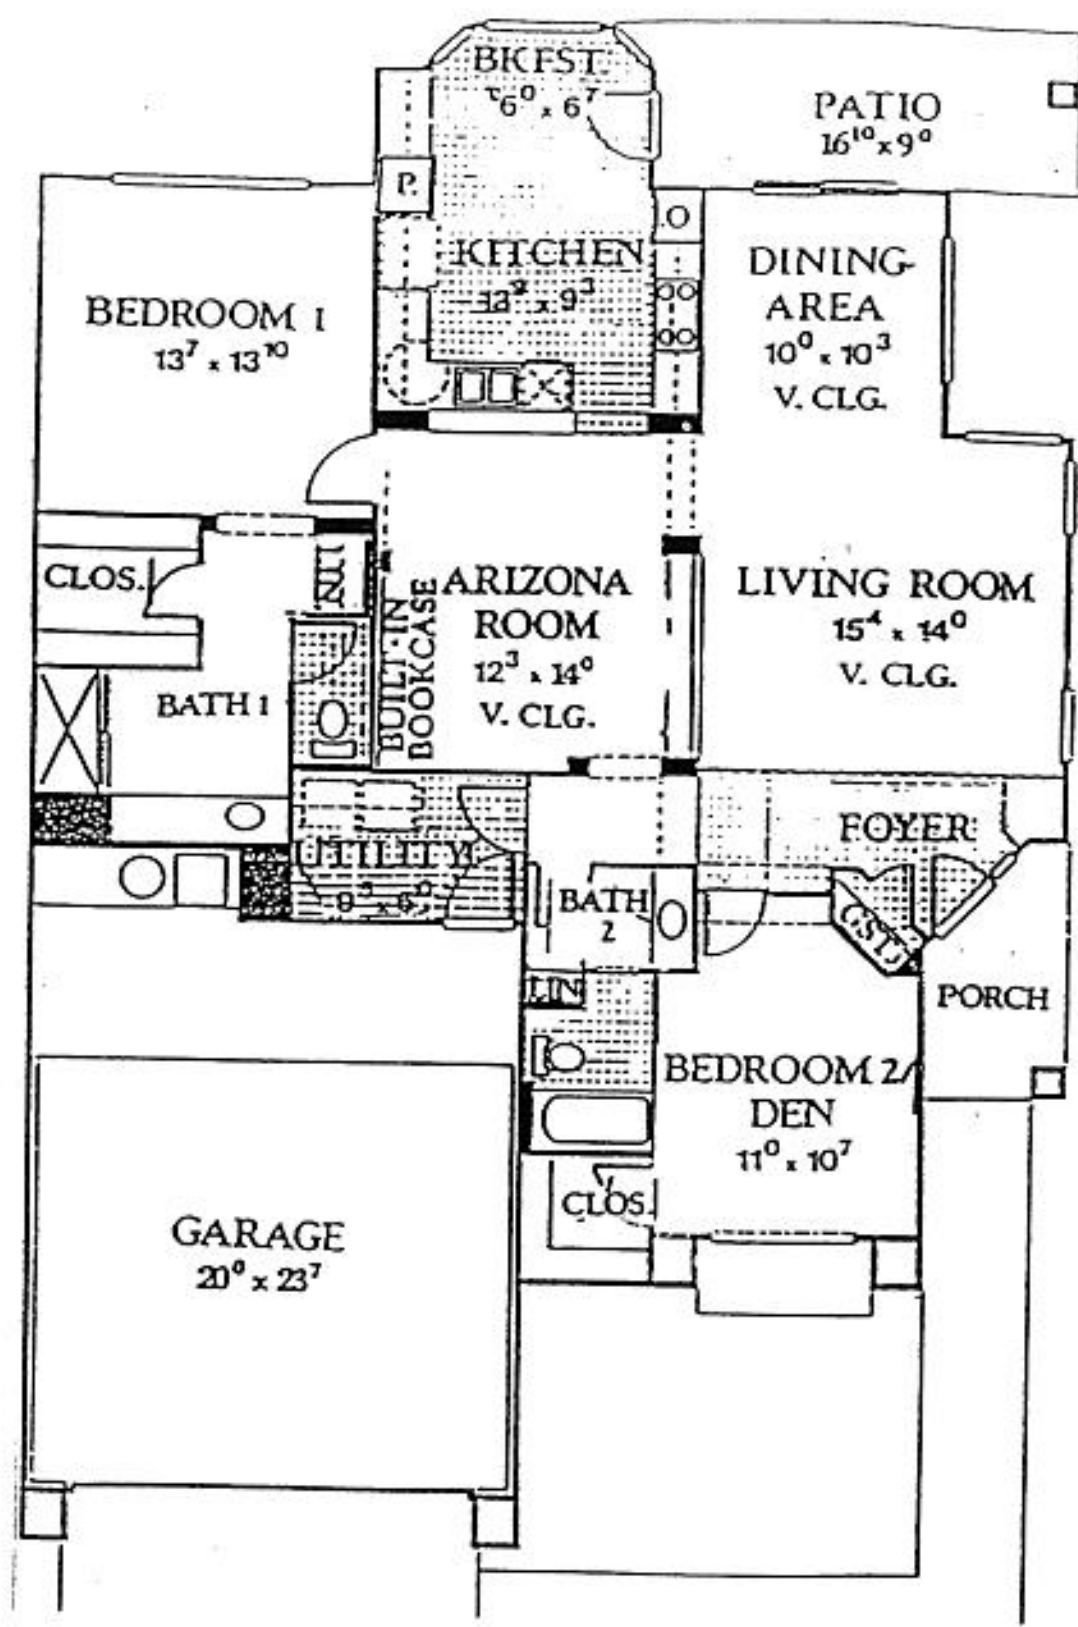 BKFST.
6⁰ x 6⁷
PATIO
16¹⁰ x 9⁰
P.
O
KITCHEN
13² x 9³
DINING
AREA
10⁰ x 10³
V. CLG.
BEDROOM 1
13⁷ x 13¹⁰
CLOS.
LIN
BUILT-IN
BOOKCASE
ARIZONA
ROOM
12³ x 14⁰
V. CLG.
LIVING ROOM
15⁴ x 14⁰
V. CLG.
BATH 1
FOYER
UTILITY
BATH
2
GST.
LIN
PORCH
BEDROOM 2/
DEN
11⁰ x 10⁷
CLOS.
GARAGE
20⁰ x 23⁷